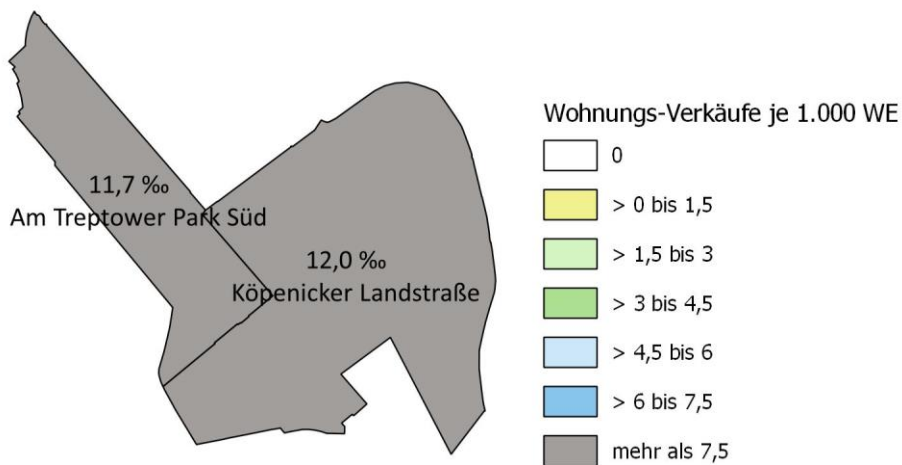 11,7 ‰
Am Treptower Park Süd
12,0 ‰
Köpenicker Landstraße
Wohnungs-Verkäufe je 1.000 WE
0
> 0 bis 1,5
> 1,5 bis 3
> 3 bis 4,5
> 4,5 bis 6
> 6 bis 7,5
mehr als 7,5